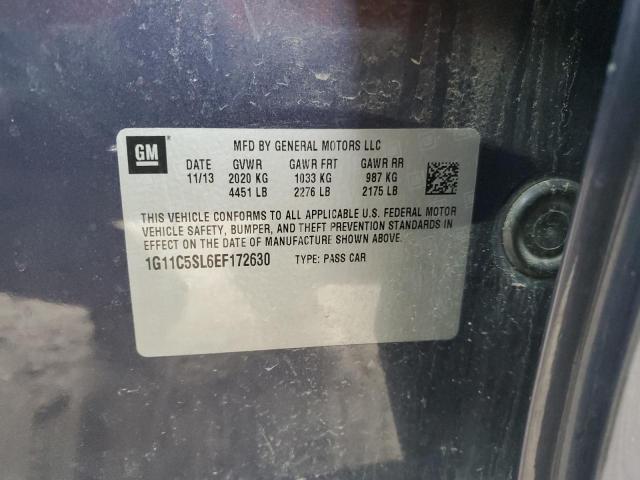 GM
MFD BY GENERAL MOTORS LLC
DATE GVWR GAWR FRT GAWR RR
11/13 2020 KG 1033 KG 987 KG
4451 LB 2276 LB 2175 LB
THIS VEHICLE CONFORMS TO ALL APPLICABLE U.S. FEDERAL MOTOR
VEHICLE SAFETY, BUMPER, AND THEFT PREVENTION STANDARDS IN
EFFECT ON THE DATE OF MANUFACTURE SHOWN ABOVE.
1G11C5SL6EF172630 TYPE: PASS CAR